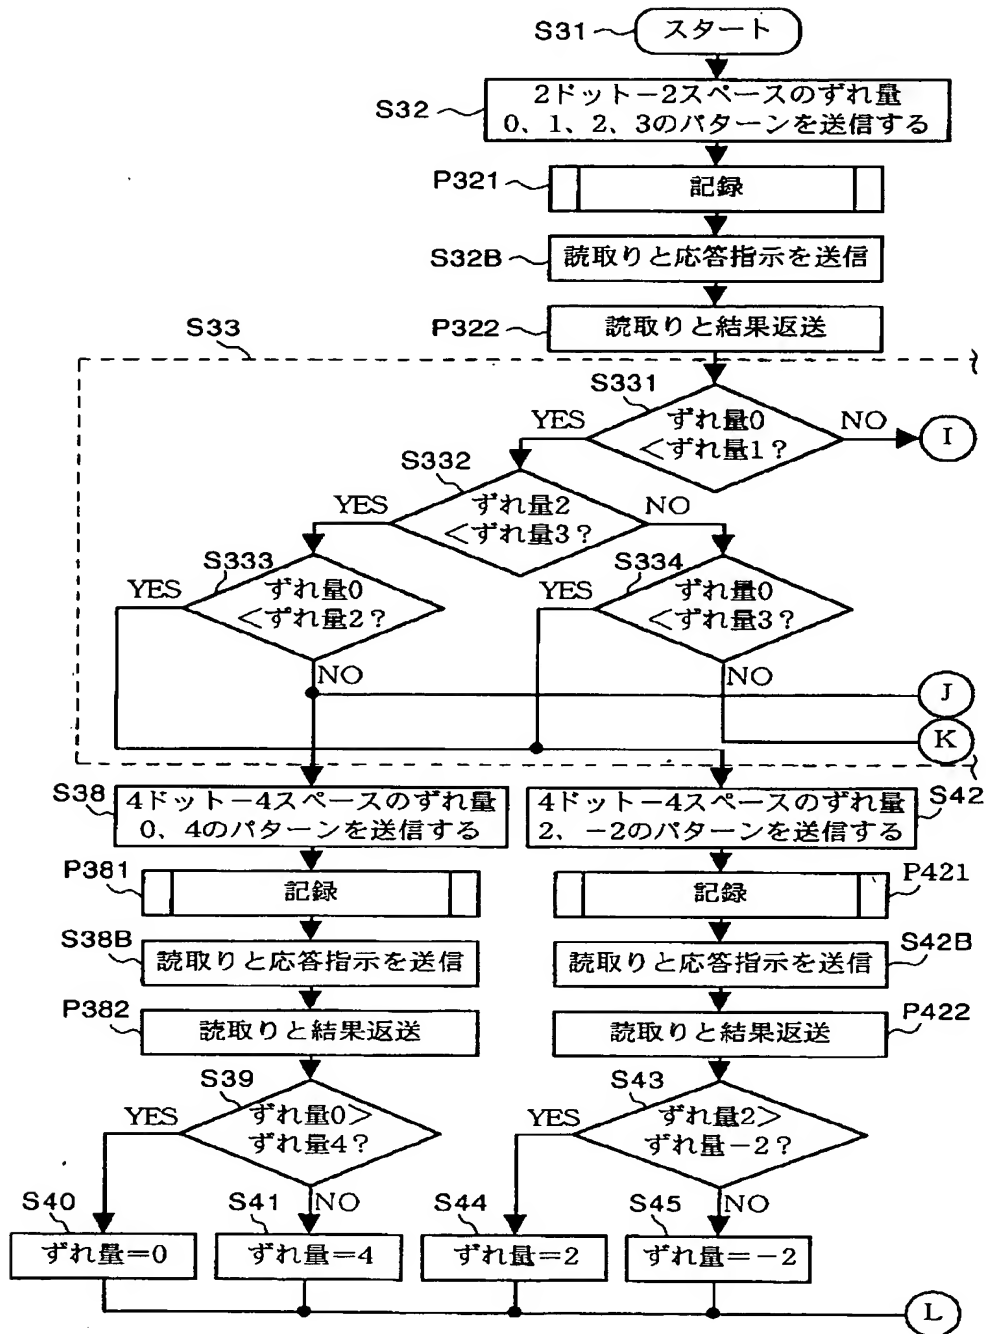 S31
スタート
S32
2ドット－2スペースのずれ量
0、1、2、3のパターンを送信する
P321
記録
S32B
読取りと応答指示を送信
P322
読取りと結果返送
S33
S331
ずれ量0
＜ずれ量1？
YES
NO
I
S332
ずれ量2
＜ずれ量3？
YES
NO
S333
ずれ量0
＜ずれ量2？
YES
NO
S334
ずれ量0
＜ずれ量3？
YES
NO
J
K
S38
4ドット－4スペースのずれ量
0、4のパターンを送信する
S42
4ドット－4スペースのずれ量
2、－2のパターンを送信する
P381
記録
P421
記録
S38B
読取りと応答指示を送信
S42B
読取りと応答指示を送信
P382
読取りと結果返送
P422
読取りと結果返送
S39
ずれ量0＞
ずれ量4？
YES
NO
S43
ずれ量2＞
ずれ量－2？
YES
NO
S40
ずれ量＝0
S41
ずれ量＝4
S44
ずれ量＝2
S45
ずれ量＝－2
L